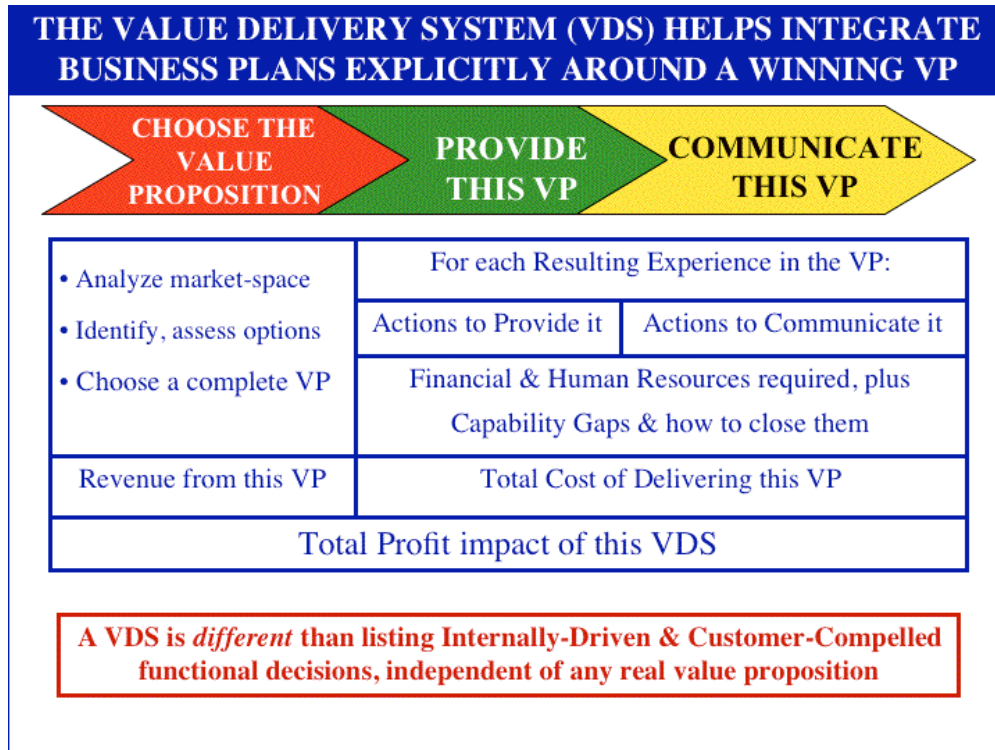 THE VALUE DELIVERY SYSTEM (VDS) HELPS INTEGRATE
BUSINESS PLANS EXPLICITLY AROUND A WINNING VP
CHOOSE THE
VALUE
PROPOSITION
PROVIDE
THIS VP
COMMUNICATE
THIS VP
• Analyze market-space
• Identify, assess options
• Choose a complete VP
For each Resulting Experience in the VP:
Actions to Provide it
Actions to Communicate it
Financial & Human Resources required, plus
Capability Gaps & how to close them
Revenue from this VP
Total Cost of Delivering this VP
Total Profit impact of this VDS
A VDS is different than listing Internally-Driven & Customer-Compelled
functional decisions, independent of any real value proposition